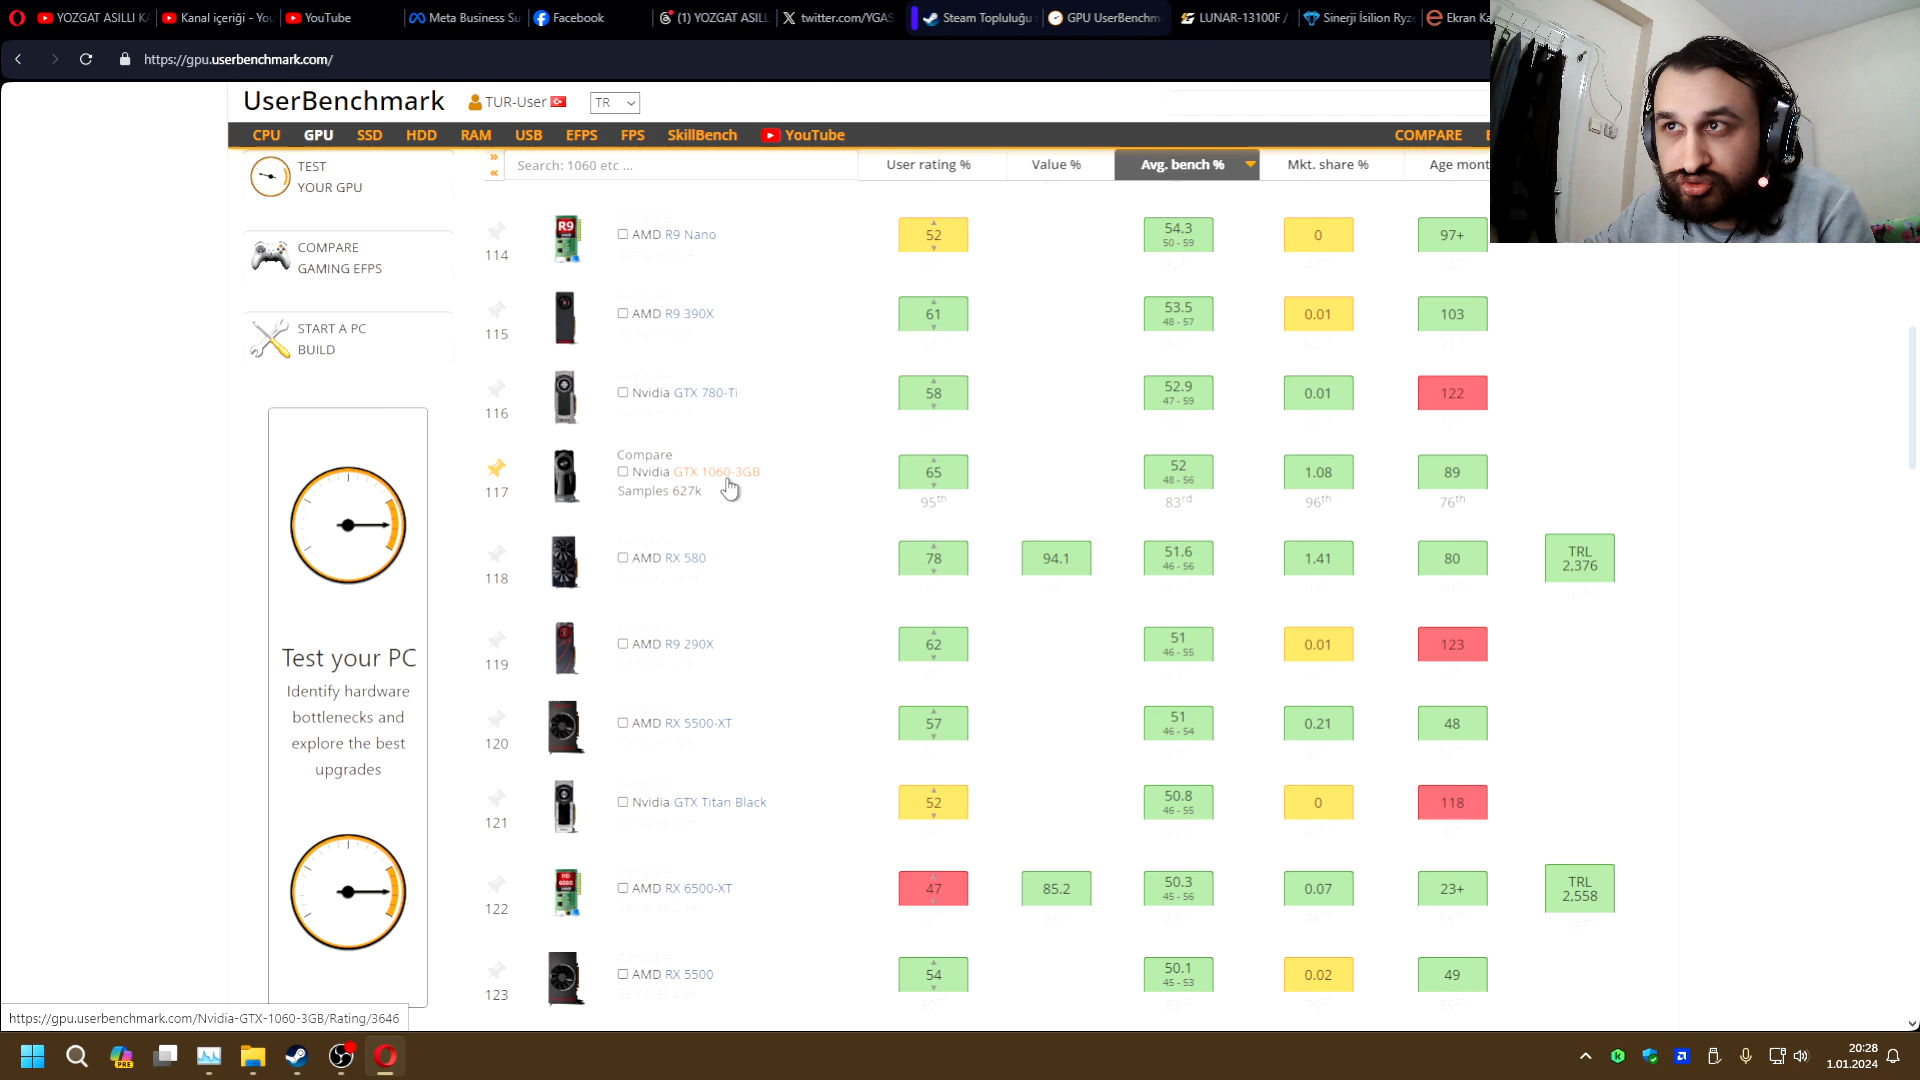 YOZGAT ASILLI KA
Kanal içeriği - You
YouTube
Meta Business Su
Facebook
(1) YOZGAT ASILL
twitter.com/YGAS
Steam Topluluğu
GPU UserBenchm
LUNAR-13100F /
Sinerji İsilion Ryze
Ekran Ka
https://gpu.userbenchmark.com/
UserBenchmark
TUR-User
TR
CPU GPU SSD HDD RAM USB EFPS FPS SkillBench YouTube COMPARE
TEST
YOUR GPU
COMPARE
GAMING EFPS
START A PC
BUILD
Test your PC
Identify hardware
bottlenecks and
explore the best
upgrades
Search: 1060 etc ...
User rating % Value % Avg. bench % Mkt. share % Age mont
114 AMD R9 Nano 52 54.3 0 97+
50 - 59
115 AMD R9 390X 61 53.5 0.01 103
48 - 57
116 Nvidia GTX 780-Ti 58 52.9 0.01 122
47 - 59
Compare
117 Nvidia GTX 1060-3GB 65 52 1.08 89
48 - 56
Samples 627k 95th 83rd 96th 76th
118 AMD RX 580 78 94.1 51.6 1.41 80 TRL 2,376
46 - 56
119 AMD R9 290X 62 51 0.01 123
46 - 55
120 AMD RX 5500-XT 57 51 0.21 48
46 - 54
121 Nvidia GTX Titan Black 52 50.8 0 118
46 - 55
122 AMD RX 6500-XT 47 85.2 50.3 0.07 23+ TRL 2,558
45 - 56
123 AMD RX 5500 54 50.1 0.02 49
45 - 53
https://gpu.userbenchmark.com/Nvidia-GTX-1060-3GB/Rating/3646
PRE
20:28
1.01.2024